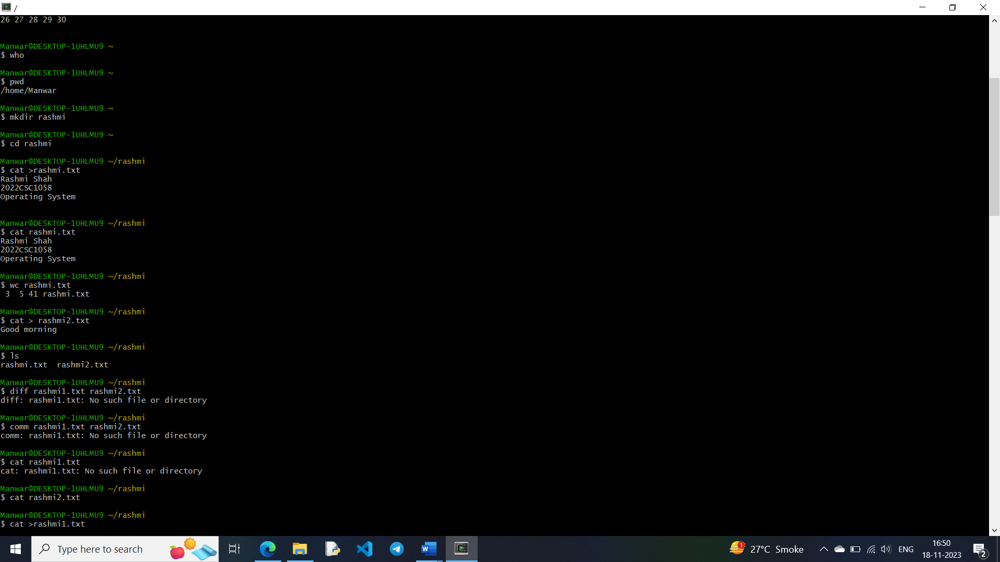 /
26 27 28 29 30
Manwar@DESKTOP-1UHLMU9 ~
$ who
Manwar@DESKTOP-1UHLMU9 ~
$ pwd
/home/Manwar
Manwar@DESKTOP-1UHLMU9 ~
$ mkdir rashmi
Manwar@DESKTOP-1UHLMU9 ~
$ cd rashmi
Manwar@DESKTOP-1UHLMU9 ~/rashmi
$ cat >rashmi.txt
Rashmi Shah
2022CSC1058
Operating System
Manwar@DESKTOP-1UHLMU9 ~/rashmi
$ cat rashmi.txt
Rashmi Shah
2022CSC1058
Operating System
Manwar@DESKTOP-1UHLMU9 ~/rashmi
$ wc rashmi.txt
 3  5 41 rashmi.txt
Manwar@DESKTOP-1UHLMU9 ~/rashmi
$ cat > rashmi2.txt
Good morning
Manwar@DESKTOP-1UHLMU9 ~/rashmi
$ ls
rashmi.txt  rashmi2.txt
Manwar@DESKTOP-1UHLMU9 ~/rashmi
$ diff rashmi1.txt rashmi2.txt
diff: rashmi1.txt: No such file or directory
Manwar@DESKTOP-1UHLMU9 ~/rashmi
$ comm rashmi1.txt rashmi2.txt
comm: rashmi1.txt: No such file or directory
Manwar@DESKTOP-1UHLMU9 ~/rashmi
$ cat rashmi1.txt
cat: rashmi1.txt: No such file or directory
Manwar@DESKTOP-1UHLMU9 ~/rashmi
$ cat rashmi2.txt
Manwar@DESKTOP-1UHLMU9 ~/rashmi
$ cat >rashmi1.txt
Type here to search
W
1
27°C Smoke
ENG
16:50
18-11-2023
2